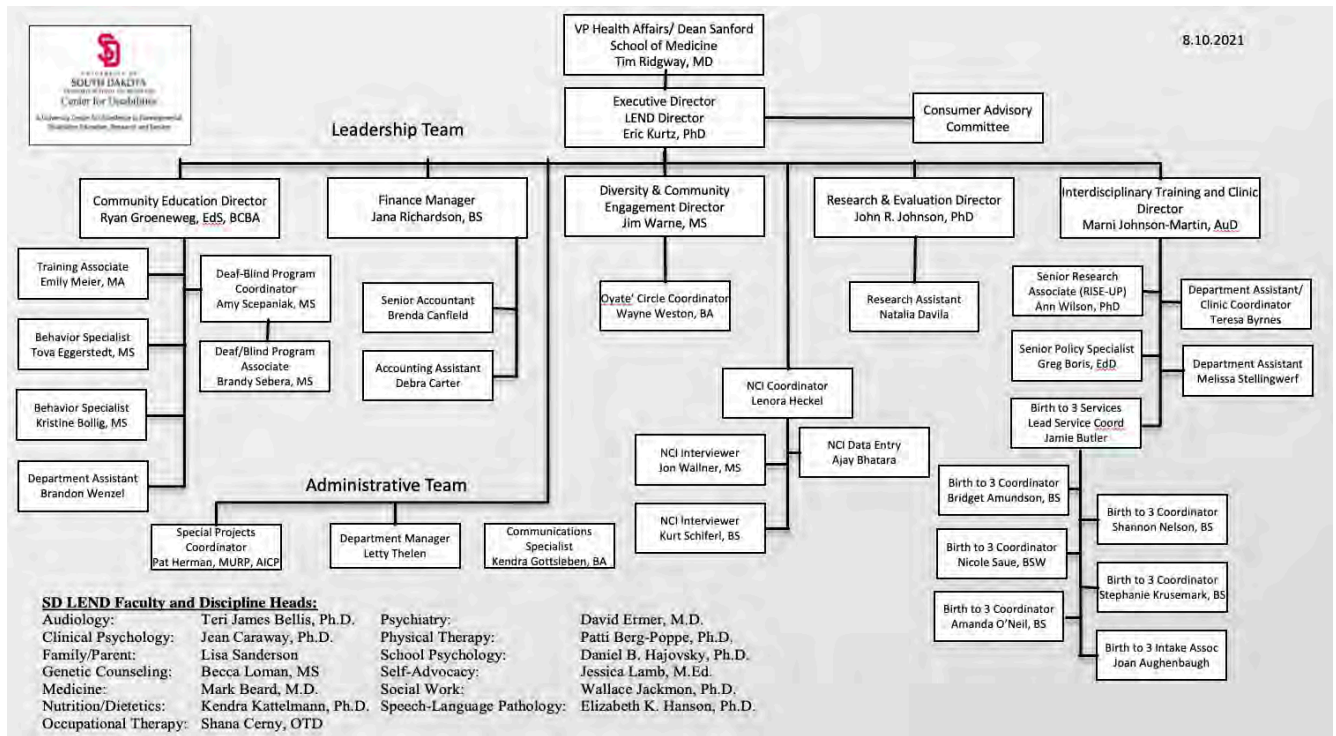 UNIVERSITY OF
SOUTH DAKOTA
Center for Disabilities
VP Health Affairs/ Dean Sanford
School of Medicine
Tim Ridgway, MD
8.10.2021
Executive Director
LEND Director
Eric Kurtz, PhD
Consumer Advisory
Committee
Leadership Team
Community Education Director
Ryan Groeneweg, EdS, BCBA
Finance Manager
Jana Richardson, BS
Diversity & Community
Engagement Director
Jim Warne, MS
Research & Evaluation Director
John R. Johnson, PhD
Interdisciplinary Training and Clinic
Director
Marni Johnson-Martin, AuD
Training Associate
Emily Meier, MA
Deaf-Blind Program
Coordinator
Amy Scepaniak, MS
Behavior Specialist
Tova Eggerstedt, MS
Deaf/Blind Program
Associate
Brandy Sebera, MS
Behavior Specialist
Kristine Bollig, MS
Department Assistant
Brandon Wenzel
Senior Accountant
Brenda Canfield
Accounting Assistant
Debra Carter
Oyate' Circle Coordinator
Wayne Weston, BA
Research Assistant
Natalia Davila
Senior Research
Associate (RISE-UP)
Ann Wilson, PhD
Department Assistant/
Clinic Coordinator
Teresa Byrnes
Senior Policy Specialist
Greg Boris, EdD
Department Assistant
Melissa Stellingwerf
Birth to 3 Services
Lead Service Coord
Jamie Butler
NCI Coordinator
Lenora Heckel
NCI Interviewer
Jon Wallner, MS
NCI Data Entry
Ajay Bhatara
NCI Interviewer
Kurt Schiferl, BS
Birth to 3 Coordinator
Bridget Amundson, BS
Birth to 3 Coordinator
Shannon Nelson, BS
Birth to 3 Coordinator
Nicole Saue, BSW
Birth to 3 Coordinator
Stephanie Krusemark, BS
Birth to 3 Coordinator
Amanda O'Neil, BS
Birth to 3 Intake Assoc
Joan Aughenbaugh
Administrative Team
Special Projects
Coordinator
Pat Herman, MURP, AICP
Department Manager
Letty Thelen
Communications
Specialist
Kendra Gottsleben, BA
SD LEND Faculty and Discipline Heads:
Audiology: Teri James Bellis, Ph.D. Psychiatry: David Ermer, M.D.
Clinical Psychology: Jean Caraway, Ph.D. Physical Therapy: Patti Berg-Poppe, Ph.D.
Family/Parent: Lisa Sanderson School Psychology: Daniel B. Hajovsky, Ph.D.
Genetic Counseling: Becca Loman, MS Self-Advocacy: Jessica Lamb, M.Ed.
Medicine: Mark Beard, M.D. Social Work: Wallace Jackmon, Ph.D.
Nutrition/Dietetics: Kendra Kattelmann, Ph.D. Speech-Language Pathology: Elizabeth K. Hanson, Ph.D.
Occupational Therapy: Shana Cerny, OTD